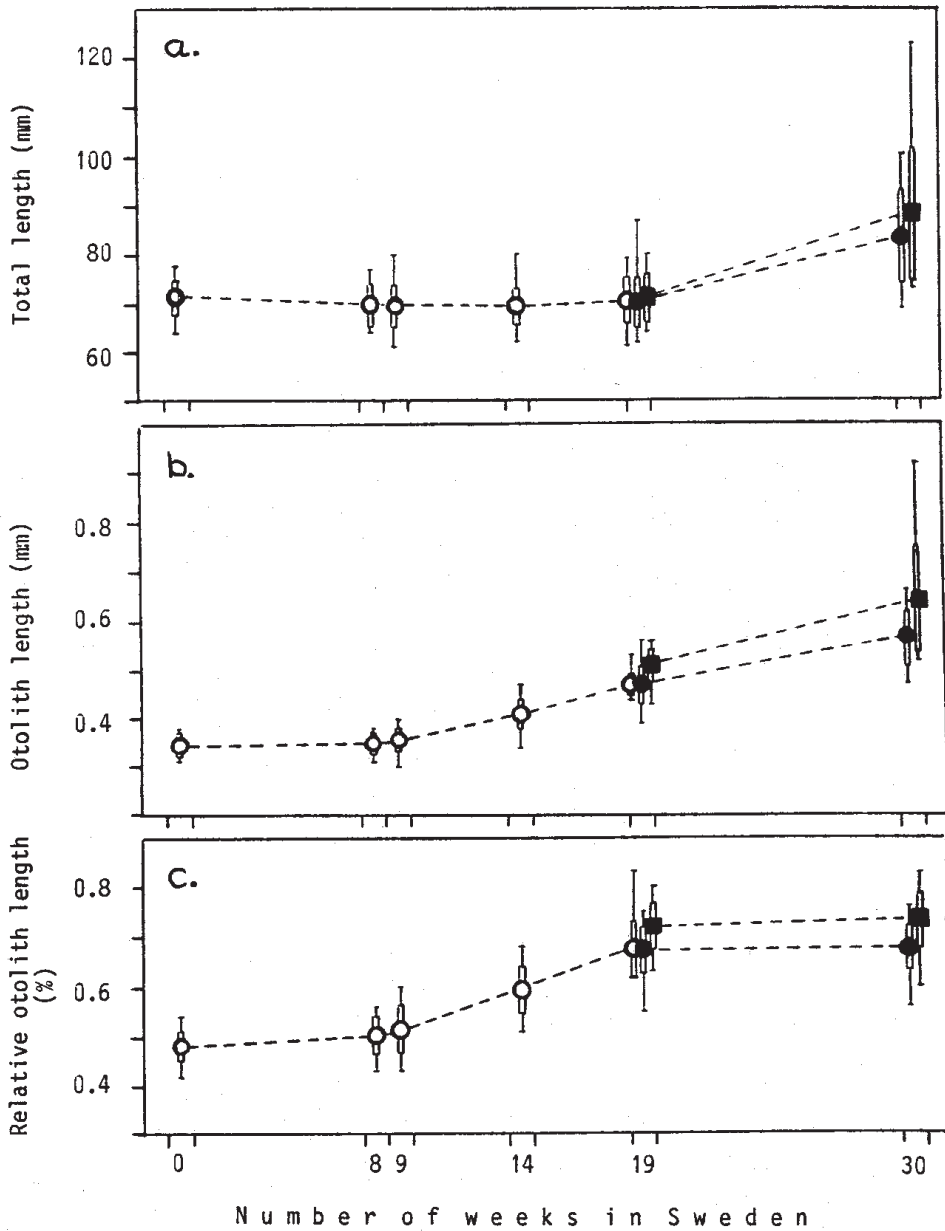 a.
120
100
80
60
Total length (mm)
b.
0.8
0.6
0.4
Otolith length (mm)
c.
0.8
0.6
0.4
Relative otolith length
(%)
0 8 9 14 19 30
Number of weeks in Sweden